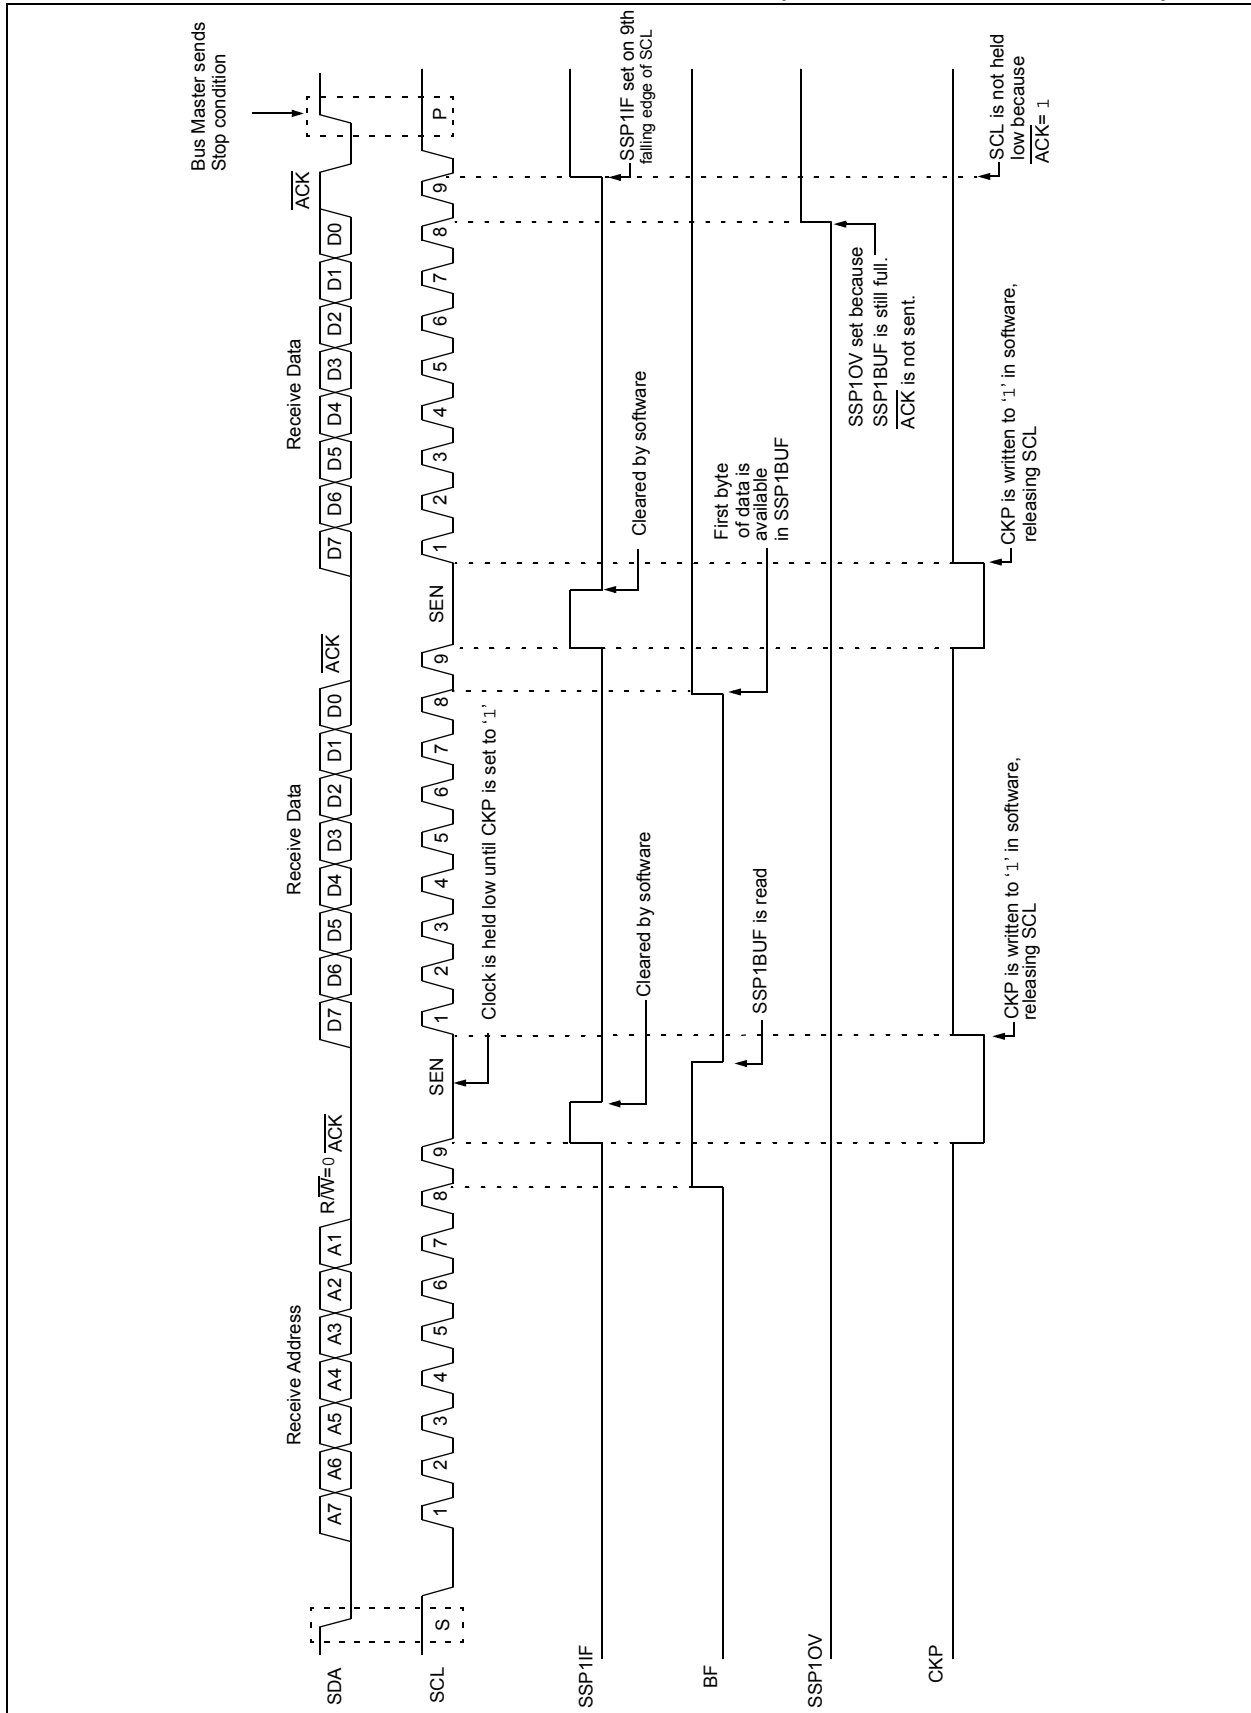 Bus Master sends
Stop condition
Receive Address
Receive Data
Receive Data
SDA
A7 A6 A5 A4 A3 A2 A1
R/W̅=0 A̅C̅K̅
D7 D6 D5 D4 D3 D2 D1 D0
A̅C̅K̅
D7 D6 D5 D4 D3 D2 D1 D0
A̅C̅K̅
SCL
S
1 2 3 4 5 6 7 8 9
SEN
1 2 3 4 5 6 7 8 9
SEN
1 2 3 4 5 6 7 8 9
P
Clock is held low until CKP is set to ‘1’
SSP1IF
Cleared by software
Cleared by software
SSP1IF set on 9th
falling edge of SCL
BF
SSP1BUF is read
First byte
of data is
available
in SSP1BUF
SSP1OV
SSP1OV set because
SSP1BUF is still full.
A̅C̅K̅ is not sent.
CKP
CKP is written to ‘1’ in software,
releasing SCL
CKP is written to ‘1’ in software,
releasing SCL
SCL is not held
low because
A̅C̅K̅= 1